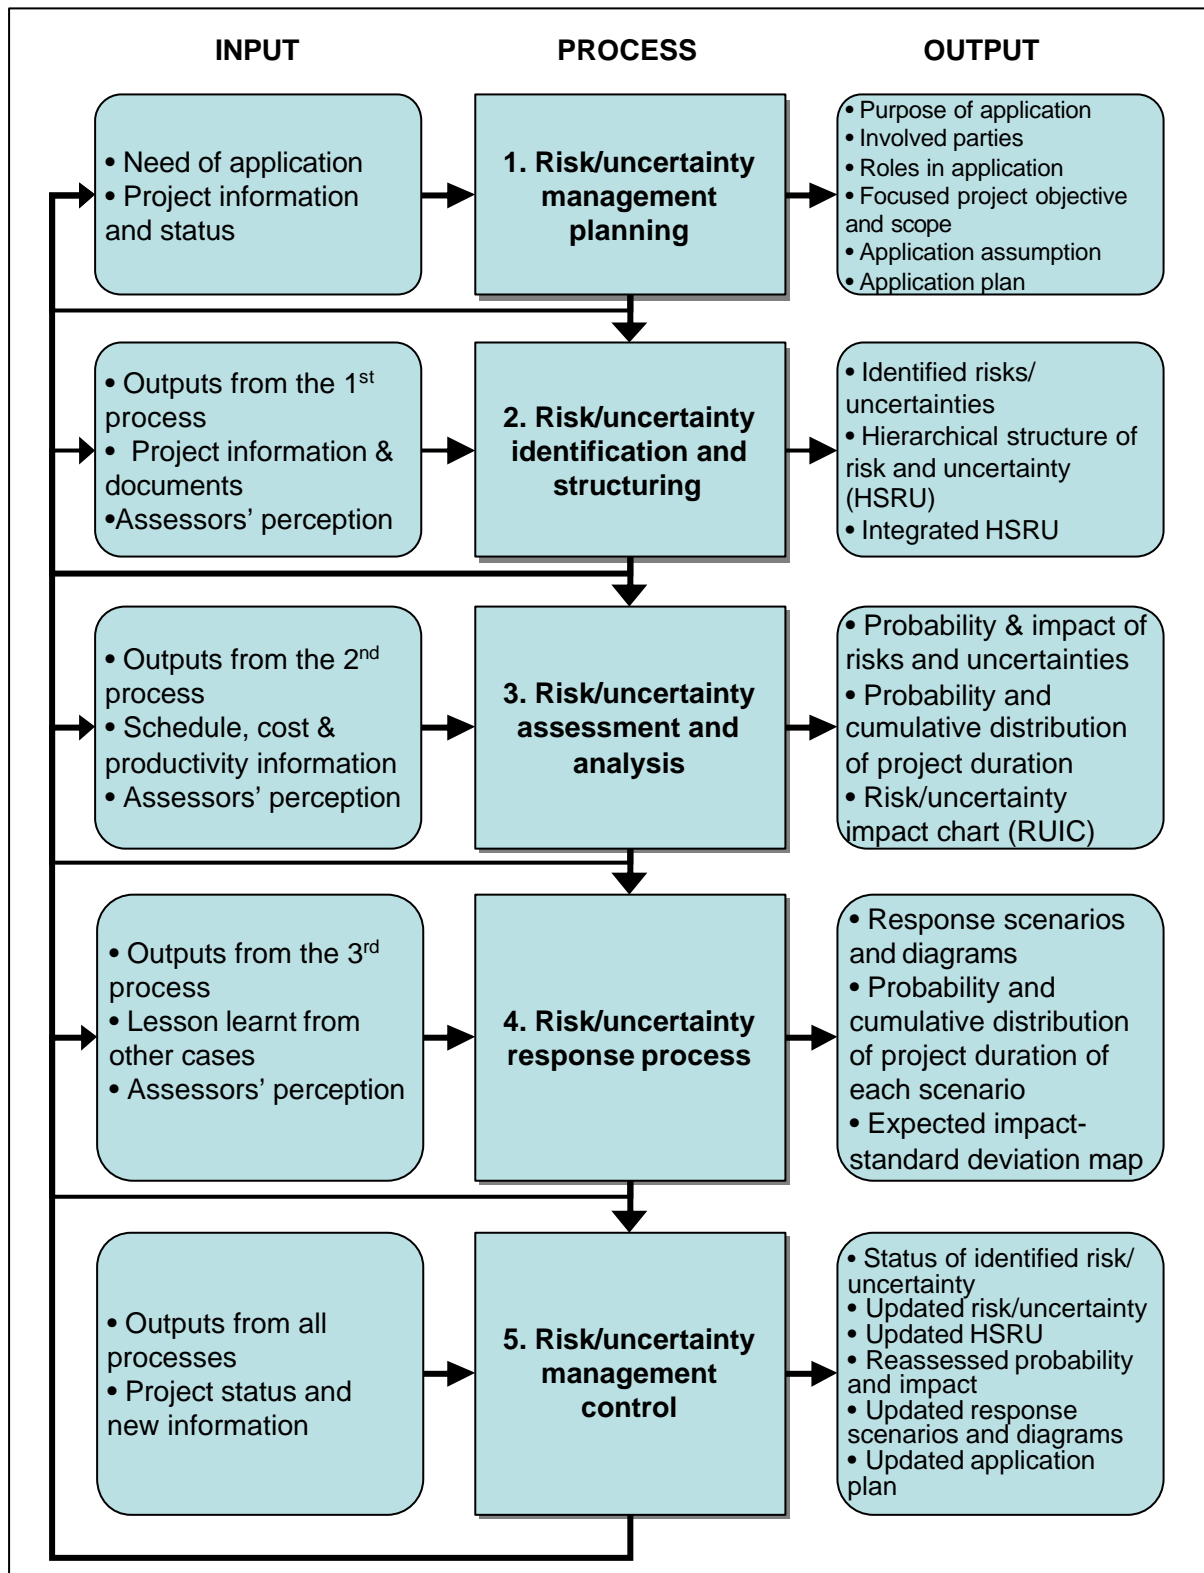 INPUT
PROCESS
OUTPUT
• Need of application
• Project information
and status
1. Risk/uncertainty
management
planning
• Purpose of application
• Involved parties
• Roles in application
• Focused project objective
and scope
• Application assumption
• Application plan
• Outputs from the 1st
process
• Project information &
documents
•Assessors’ perception
2. Risk/uncertainty
identification and
structuring
• Identified risks/
uncertainties
• Hierarchical structure of
risk and uncertainty
(HSRU)
• Integrated HSRU
• Outputs from the 2nd
process
• Schedule, cost &
productivity information
• Assessors’ perception
3. Risk/uncertainty
assessment and
analysis
• Probability & impact of
risks and uncertainties
• Probability and
cumulative distribution
of project duration
• Risk/uncertainty
impact chart (RUIC)
• Outputs from the 3rd
process
• Lesson learnt from
other cases
• Assessors’ perception
4. Risk/uncertainty
response process
• Response scenarios
and diagrams
• Probability and
cumulative distribution
of project duration of
each scenario
• Expected impact-
standard deviation map
• Outputs from all
processes
• Project status and
new information
5. Risk/uncertainty
management
control
• Status of identified risk/
uncertainty
• Updated risk/uncertainty
• Updated HSRU
• Reassessed probability
and impact
• Updated response
scenarios and diagrams
• Updated application
plan